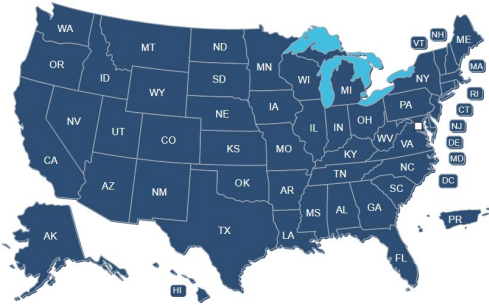 WA
MT
ND
MN
VT
NH
ME
OR
ID
SD
WI
MI
NY
MA
WY
RI
NV
NE
IA
PA
CT
UT
CO
IL
IN
OH
NJ
CA
KS
MO
KY
WV
VA
DE
MD
AZ
NM
OK
AR
TN
NC
DC
TX
LA
MS
AL
GA
SC
PR
AK
HI
FL